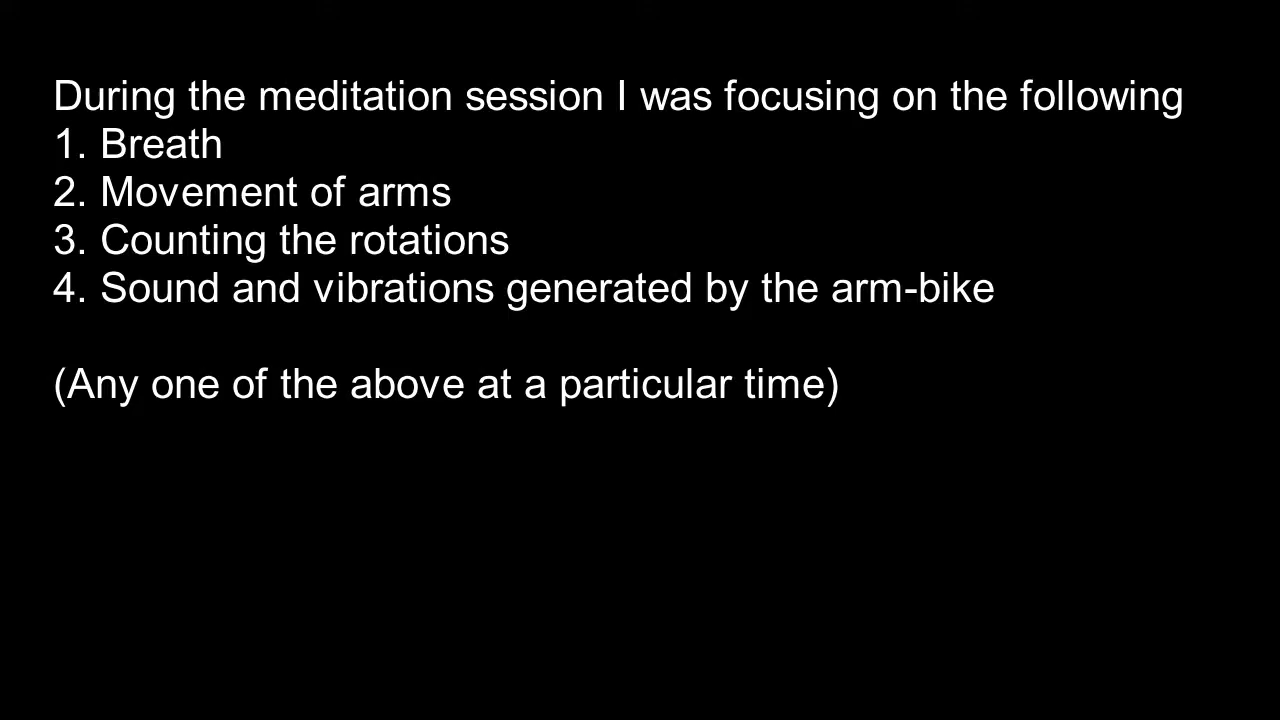 During the meditation session I was focusing on the following
1. Breath
2. Movement of arms
3. Counting the rotations
4. Sound and vibrations generated by the arm-bike
(Any one of the above at a particular time)